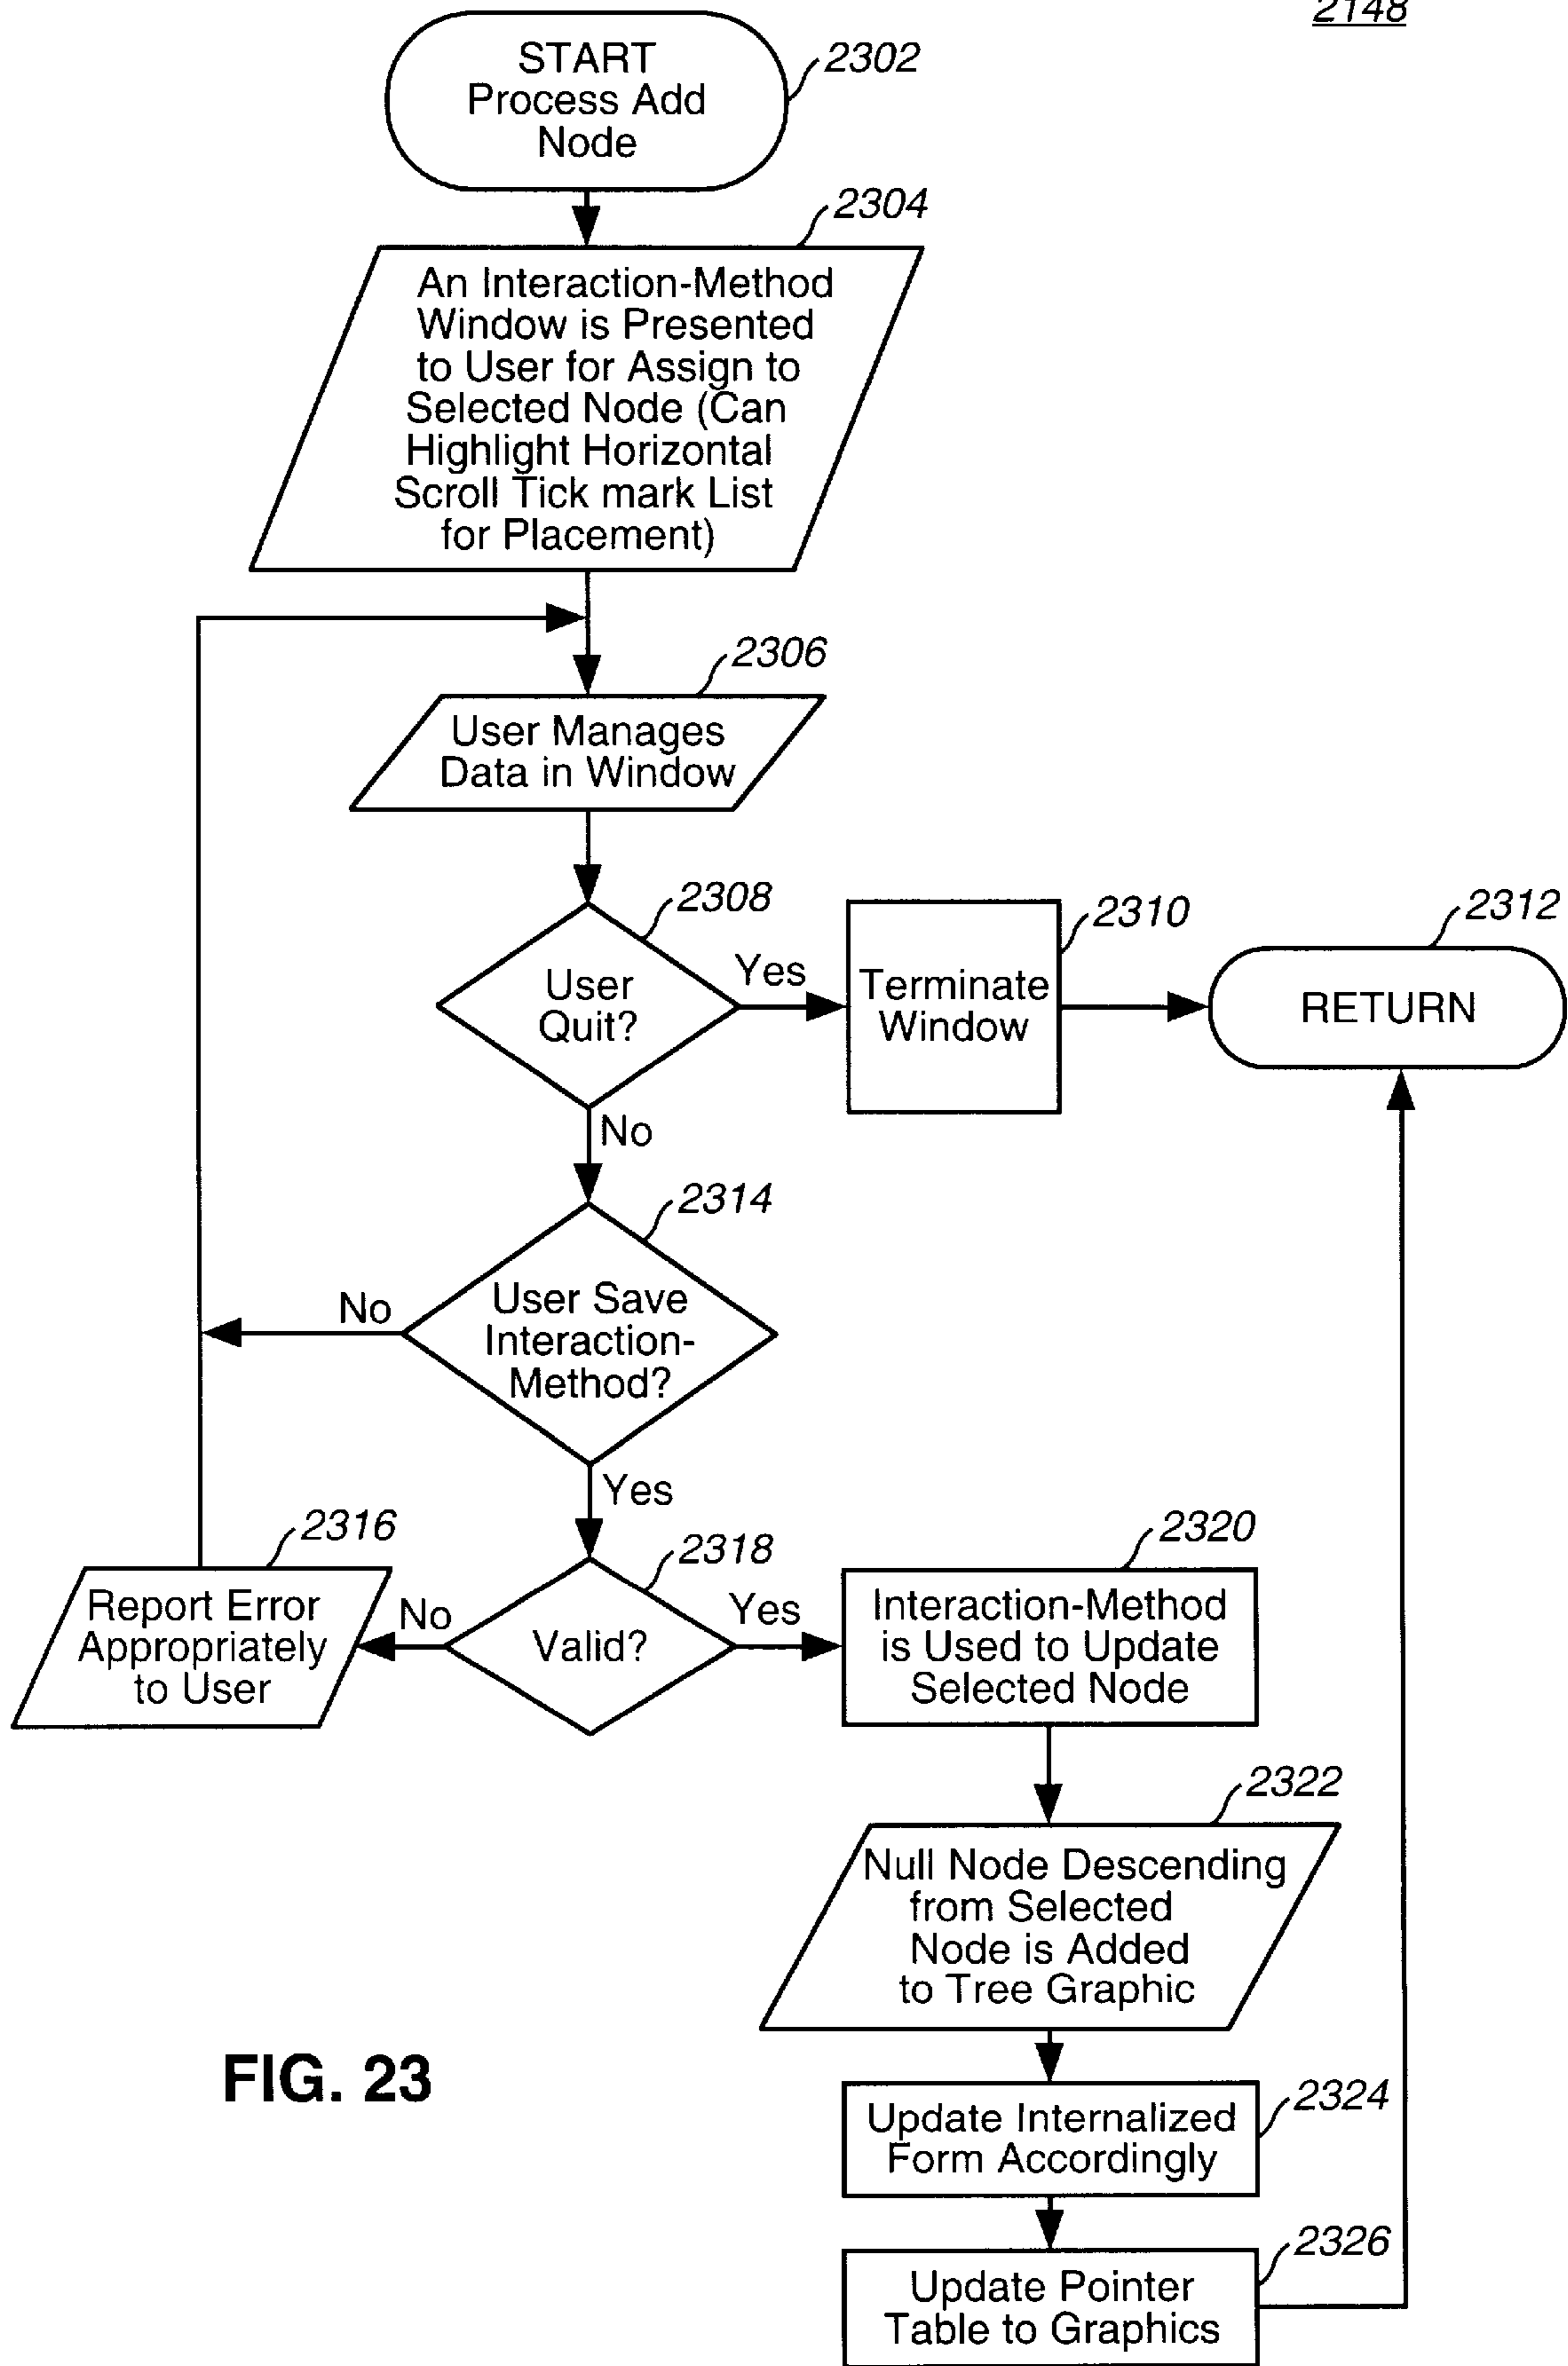 2148
START
Process Add
Node
2302
2304
An Interaction-Method
Window is Presented
to User for Assign to
Selected Node (Can
Highlight Horizontal
Scroll Tick mark List
for Placement)
2306
User Manages
Data in Window
2308
User
Quit?
Yes
No
2310
Terminate
Window
2312
RETURN
2314
User Save
Interaction-
Method?
No
Yes
2316
Report Error
Appropriately
to User
2318
Valid?
No
Yes
2320
Interaction-Method
is Used to Update
Selected Node
2322
Null Node Descending
from Selected
Node is Added
to Tree Graphic
2324
Update Internalized
Form Accordingly
2326
Update Pointer
Table to Graphics
FIG. 23